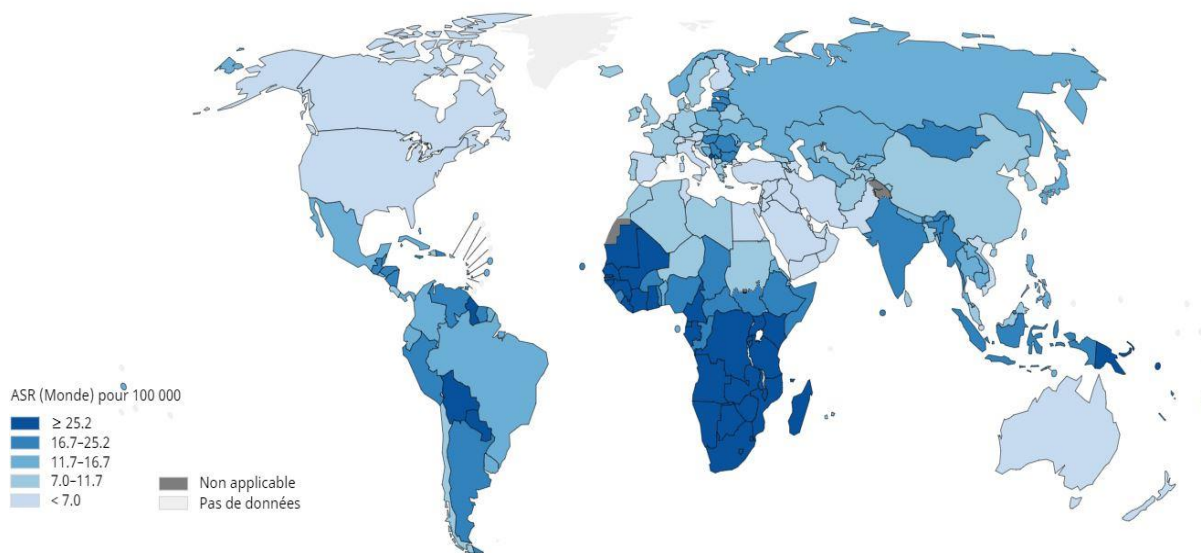 ASR (Monde) pour 100 000
≥ 25.2
16.7–25.2
11.7–16.7
7.0–11.7
< 7.0
Non applicable
Pas de données